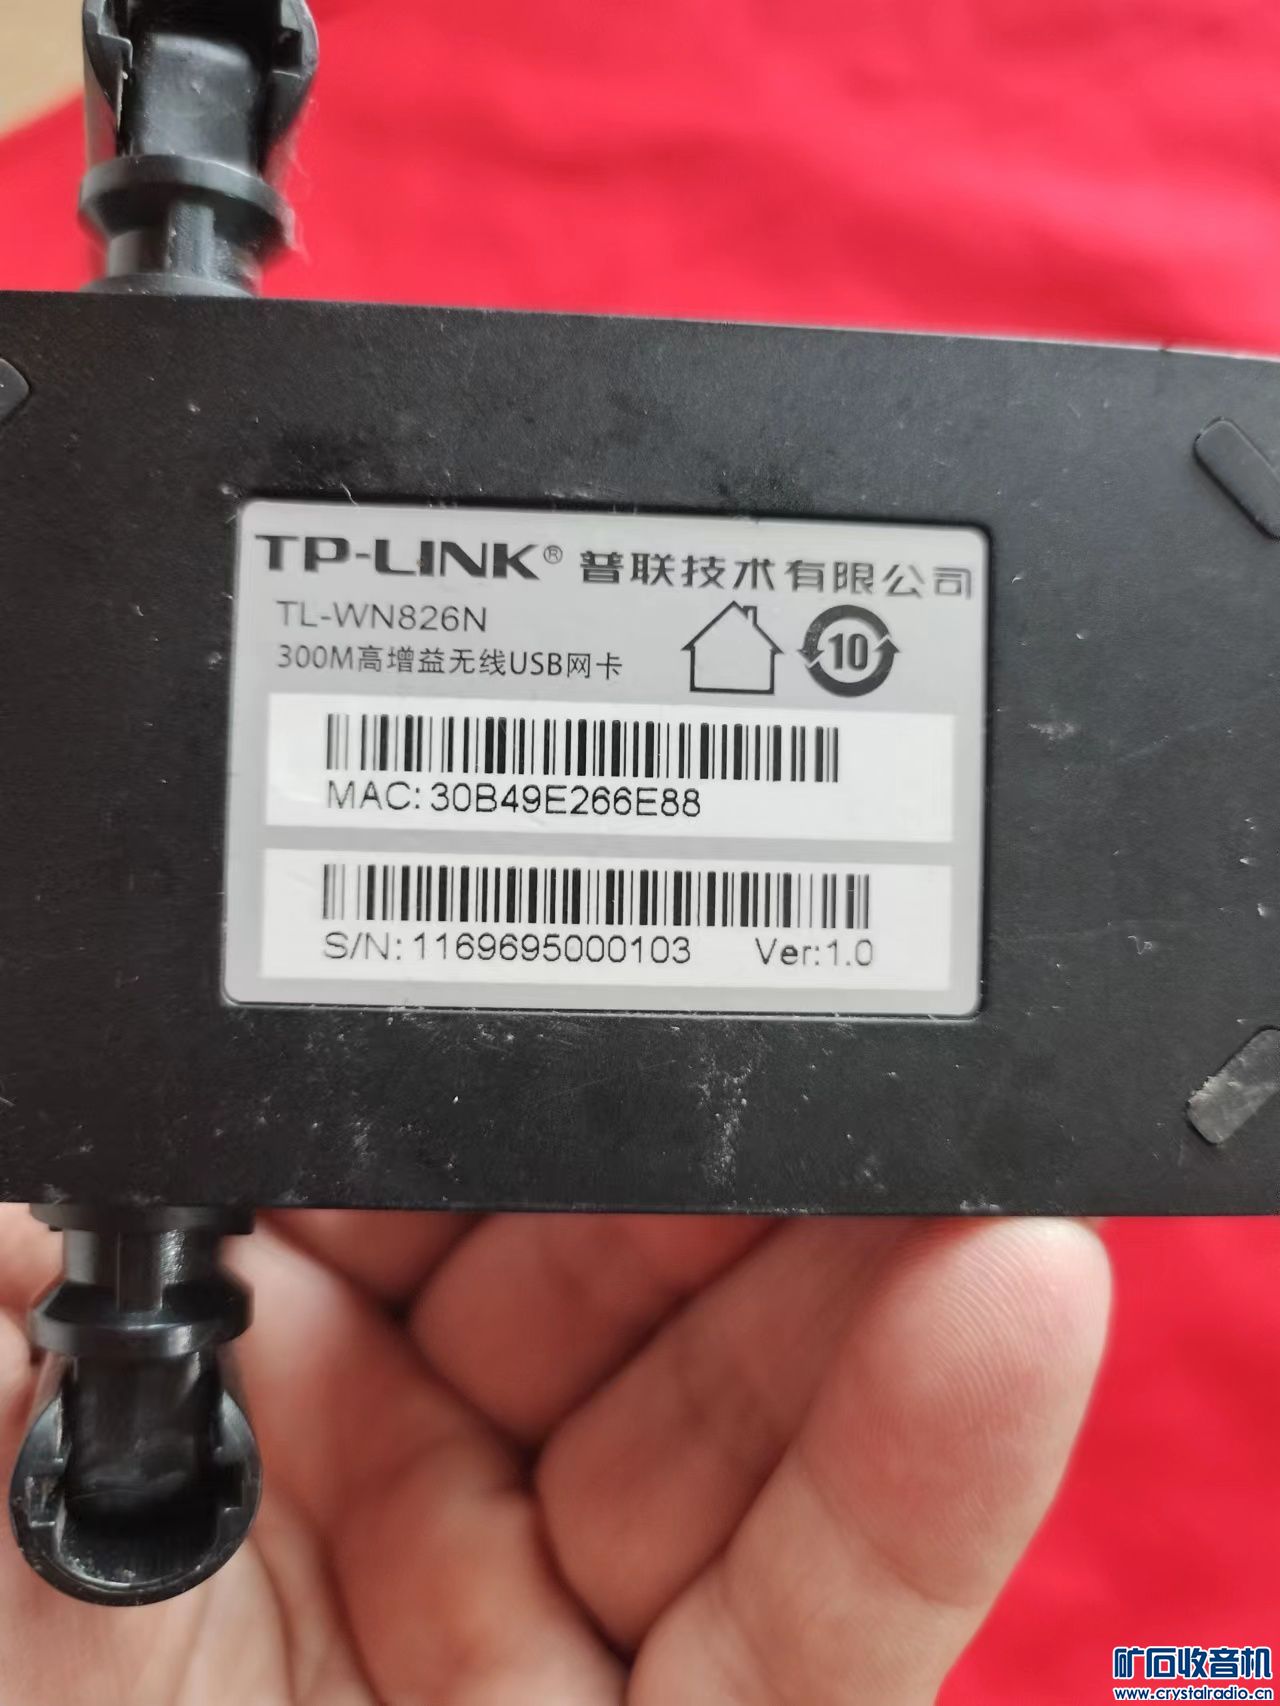 TP-LINK® 普联技术有限公司
TL-WN826N
300M高增益无线USB网卡
10
MAC:30B49E266E88
S/N:1169695000103 Ver:1.0
矿石收音机
www.crystalradio.cn